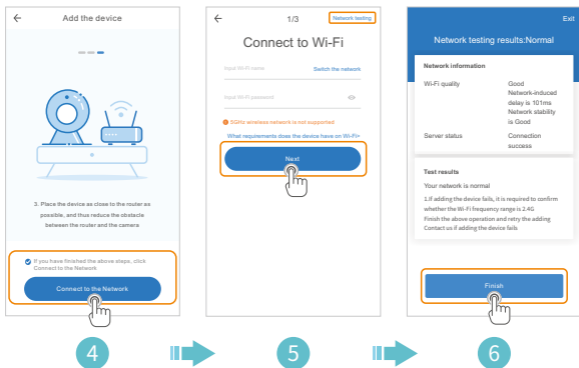 Add the device
3. Place the device as close to the router as
possible, and thus reduce the obstacle
between the router and the camera.
If you have finished the above steps, click
Connect to the Network.
Connect to the Network
4
1/3
Network testing
Connect to Wi-Fi
Input Wi-Fi name
Switch the network
Input Wi-Fi password
5GHz wireless network is not supported
What requirements does the device have on Wi-Fi>
Next
5
Exit
Network testing results:Normal
Network information
Wi-Fi quality
Good
Network-induced
delay is 101ms
Network stability
is Good
Server status
Connection
success
Test results
Your network is normal
1.If adding the device fails, it is required to confirm
whether the Wi-Fi frequency range is 2.4G
Finish the above operation and retry the adding
Contact us if adding the device fails
Finish
6